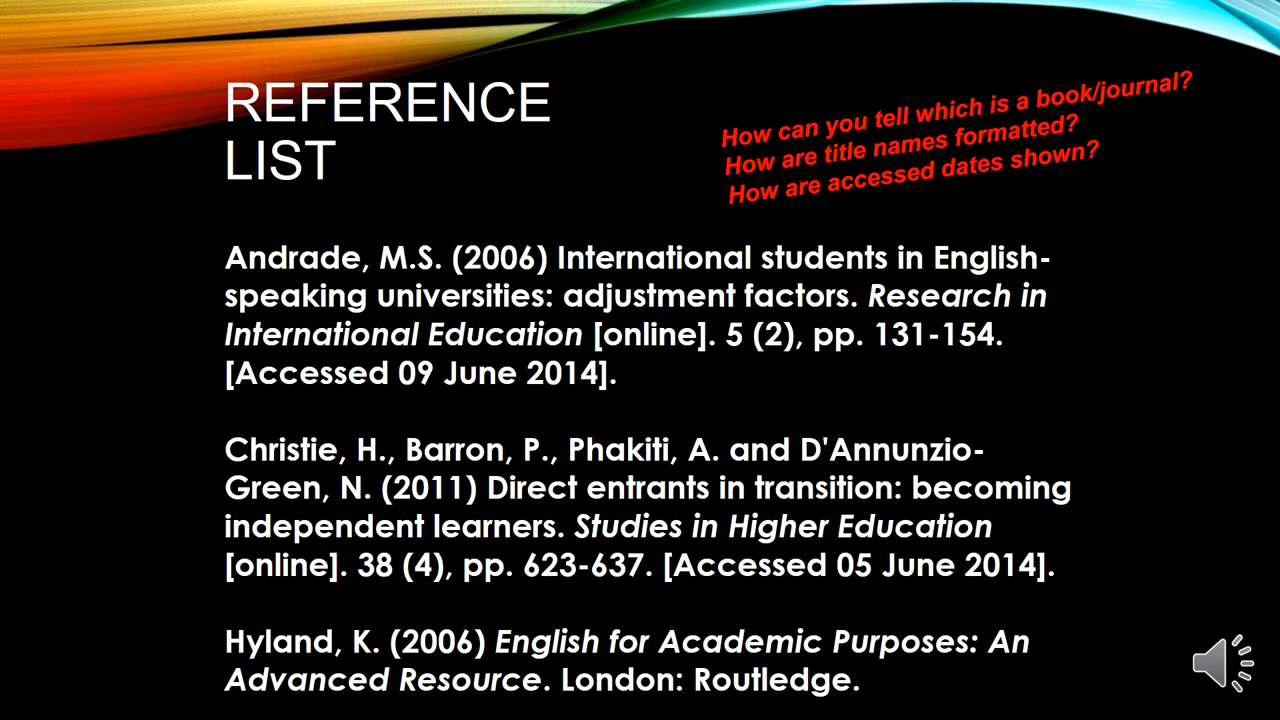 REFERENCE
LIST
How can you tell which is a book/journal?
How are title names formatted?
How are accessed dates shown?
Andrade, M.S. (2006) International students in English-
speaking universities: adjustment factors. Research in
International Education [online]. 5 (2), pp. 131-154.
[Accessed 09 June 2014].
Christie, H., Barron, P., Phakiti, A. and D'Annunzio-
Green, N. (2011) Direct entrants in transition: becoming
independent learners. Studies in Higher Education
[online]. 38 (4), pp. 623-637. [Accessed 05 June 2014].
Hyland, K. (2006) English for Academic Purposes: An
Advanced Resource. London: Routledge.